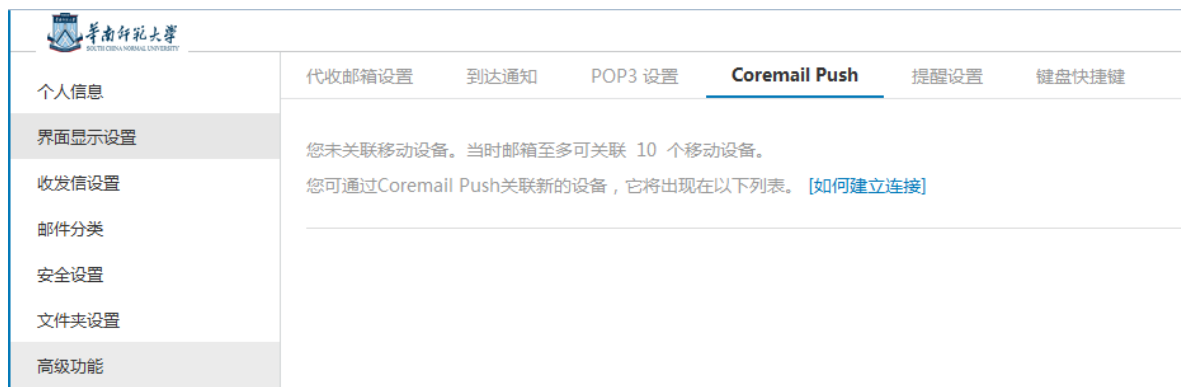 华南师范大学
SOUTH CHINA NORMAL UNIVERSITY
个人信息
界面显示设置
收发信设置
邮件分类
安全设置
文件夹设置
高级功能
代收邮箱设置 到达通知 POP3 设置 Coremail Push 提醒设置 键盘快捷键
您未关联移动设备。当时邮箱至多可关联 10 个移动设备。
您可通过Coremail Push关联新的设备，它将出现在以下列表。 [如何建立连接]